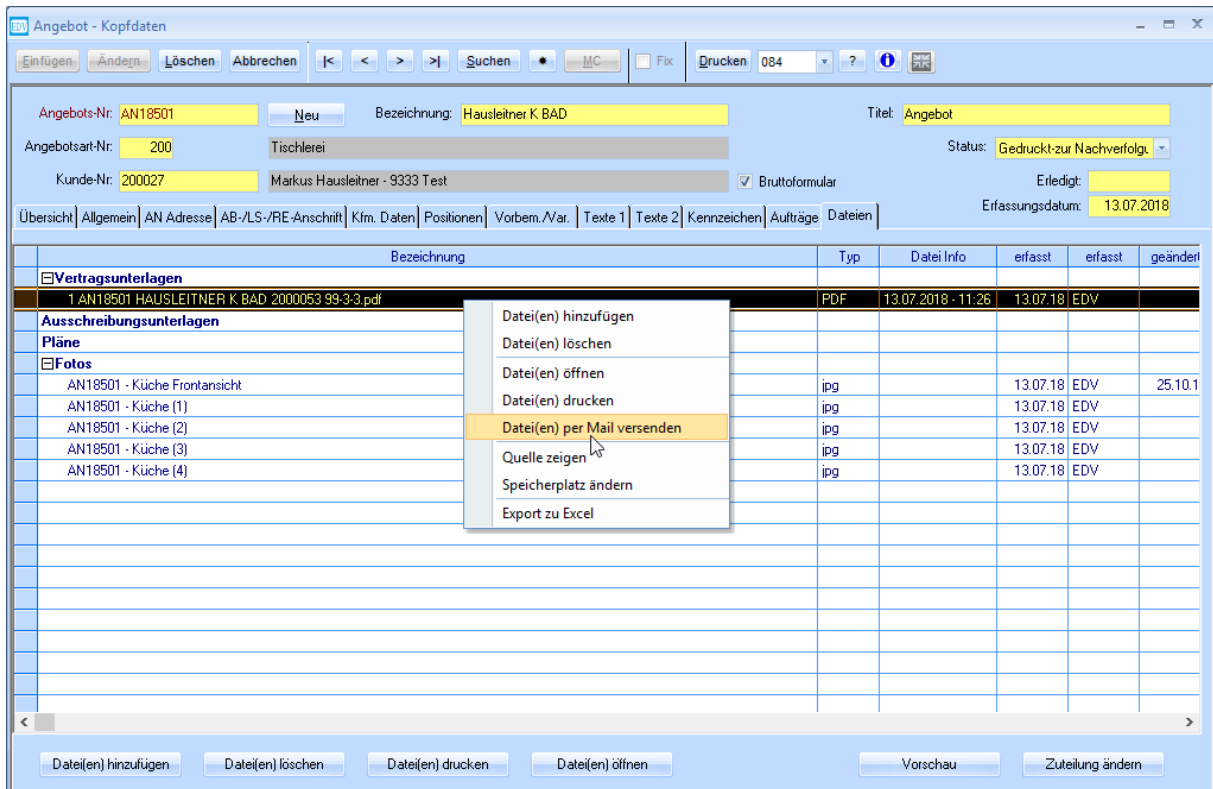 EDV Angebot - Kopfdaten
Einfügen Ändern Löschen Abbrechen |< < > >| Suchen * MC Fix Drucken 084 ? i
Angebots-Nr: AN18501 Neu Bezeichnung: Hausleitner K BAD Titel: Angebot
Angebotsart-Nr: 200 Tischlerei Status: Gedruckt-zur Nachverfolgu
Kunde-Nr: 200027 Markus Hausleitner - 9333 Test Bruttoformular Erledigt:
Erfassungsdatum: 13.07.2018
Übersicht Allgemein AN Adresse AB-/LS-/RE-Anschrift Kfm. Daten Positionen Vorbem./Var. Texte 1 Texte 2 Kennzeichen Aufträge Dateien
Bezeichnung Typ Datei Info erfasst erfasst geändert
Vertragsunterlagen
1 AN18501 HAUSLEITNER K BAD 2000053 99-3-3.pdf PDF 13.07.2018 - 11:26 13.07.18 EDV
Ausschreibungsunterlagen
Pläne
Fotos
AN18501 - Küche Frontansicht jpg 13.07.18 EDV 25.10.1
AN18501 - Küche (1) jpg 13.07.18 EDV
AN18501 - Küche (2) jpg 13.07.18 EDV
AN18501 - Küche (3) jpg 13.07.18 EDV
AN18501 - Küche (4) jpg 13.07.18 EDV
Datei(en) hinzufügen
Datei(en) löschen
Datei(en) öffnen
Datei(en) drucken
Datei(en) per Mail versenden
Quelle zeigen
Speicherplatz ändern
Export zu Excel
Datei(en) hinzufügen Datei(en) löschen Datei(en) drucken Datei(en) öffnen Vorschau Zuteilung ändern